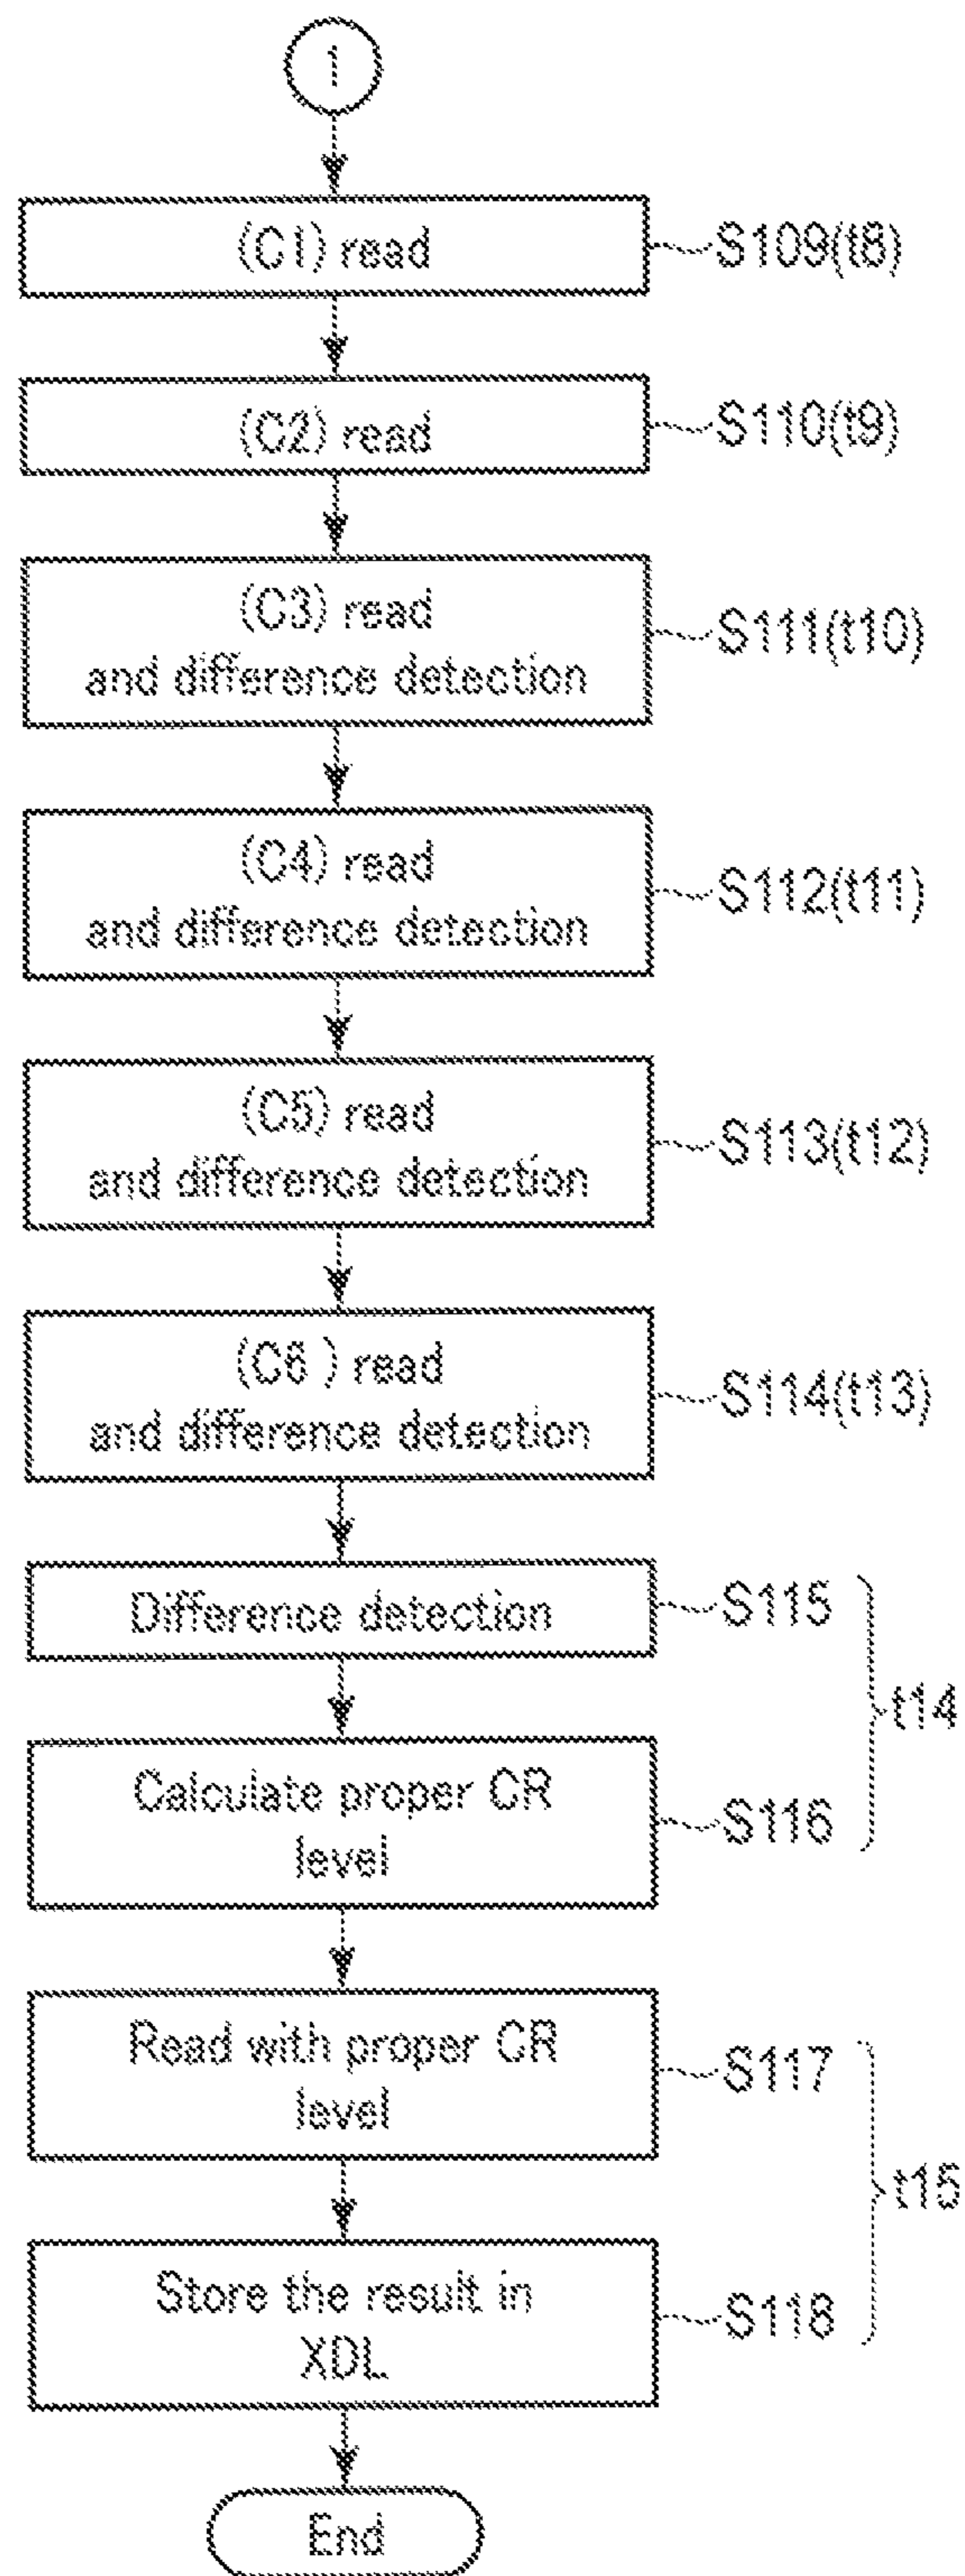 1
(C1) read
S109(t8)
(C2) read
S110(t9)
(C3) read
and difference detection
S111(t10)
(C4) read
and difference detection
S112(t11)
(C5) read
and difference detection
S113(t12)
(C6 ) read
and difference detection
S114(t13)
Difference detection
S115
t14
Calculate proper CR
level
S116
Read with proper CR
level
S117
t15
Store the result in
XDL
S118
End